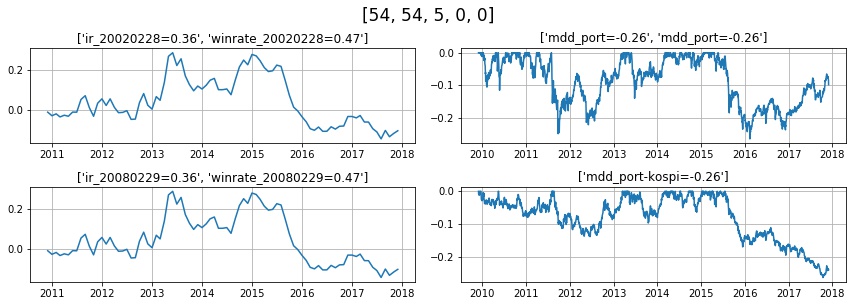 [54, 54, 5, 0, 0]
['ir_20020228=0.36', 'winrate_20020228=0.47']
0.2
0.0
2011 2012 2013 2014 2015 2016 2017 2018
['mdd_port=-0.26', 'mdd_port=-0.26']
0.0
−0.1
−0.2
2010 2011 2012 2013 2014 2015 2016 2017 2018
['ir_20080229=0.36', 'winrate_20080229=0.47']
0.2
0.0
2011 2012 2013 2014 2015 2016 2017 2018
['mdd_port-kospi=-0.26']
0.0
−0.1
−0.2
2010 2011 2012 2013 2014 2015 2016 2017 2018